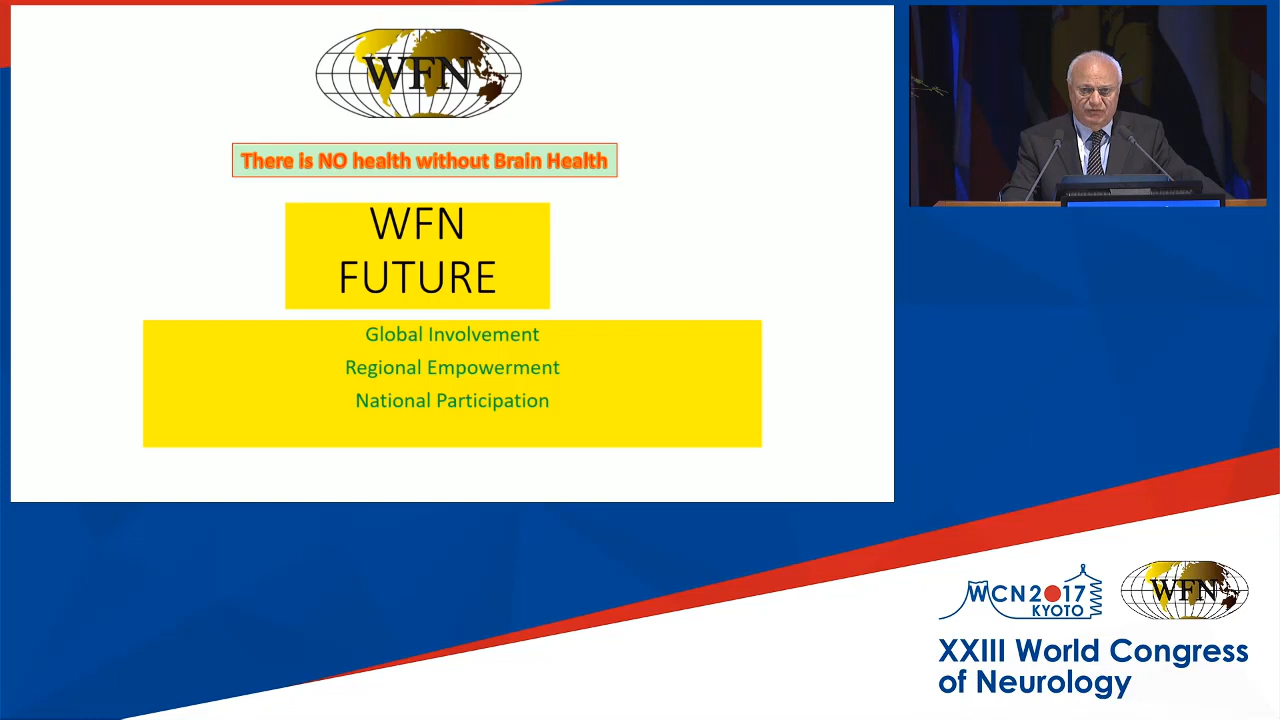 WFN
There is NO health without Brain Health
WFN
FUTURE
Global Involvement
Regional Empowerment
National Participation
WCN2017
KYOTO
WFN
XXIII World Congress
of Neurology